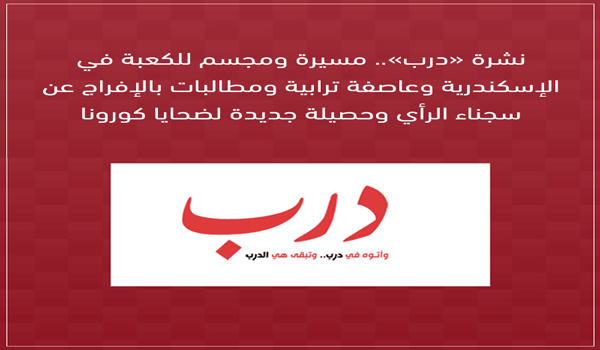 نشرة «درب».. مسيرة ومجسم للكعبة في
الإسكندرية وعاصفة ترابية ومطالبات بالإفراج عن
سجناء الرأي وحصيلة جديدة لضحايا كورونا
درب
وأتوه في درب.. وتبقى هي الدرب